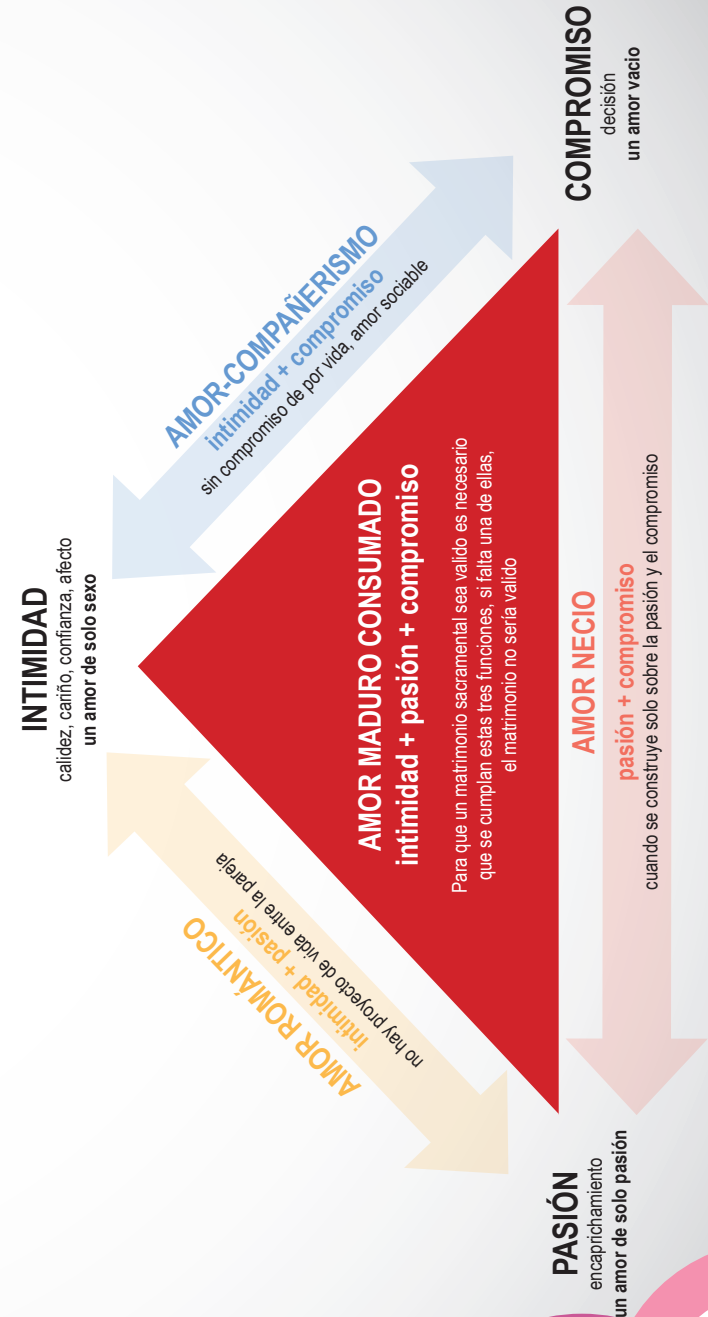 INTIMIDAD
calidez, cariño, confianza, afecto
un amor de solo sexo
AMOR ROMÁNTICO
intimidad + pasión
no hay proyecto de vida entre la pareja
AMOR-COMPAÑERISMO
intimidad + compromiso
sin compromiso de por vida, amor sociable
AMOR MADURO CONSUMADO
intimidad + pasión + compromiso
Para que un matrimonio sacramental sea valido es necesario
que se cumplan estas tres funciones, si falta una de ellas,
el matrimonio no sería valido
PASIÓN
encaprichamiento
un amor de solo pasión
AMOR NECIO
pasión + compromiso
cuando se construye solo sobre la pasión y el compromiso
COMPROMISO
decisión
un amor vacio